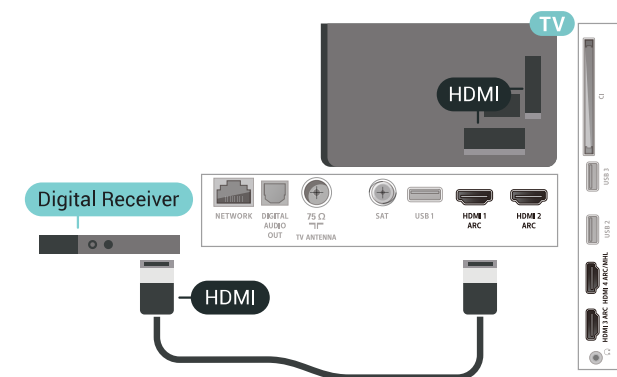 TV
HDMI
CI
USB 3
USB 2
HDMI 4 ARC/MHL
HDMI 3 ARC
Digital Receiver
NETWORK
DIGITAL
AUDIO
OUT
75 Ω
TV ANTENNA
SAT
USB 1
HDMI 1
ARC
HDMI 2
ARC
HDMI